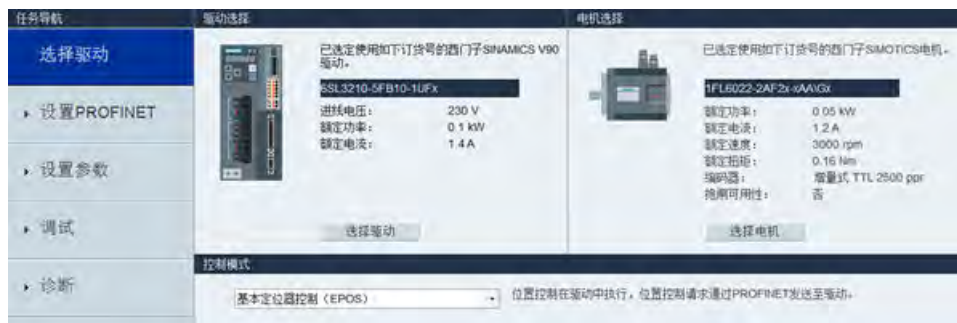 任务导航
驱动选择
电机选择
选择驱动
设置PROFINET
设置参数
调试
诊断
已选定使用如下订货号的西门子SINAMICS V90
驱动。
6SL3210-5FB10-1UFx
进线电压： 230 V
额定功率： 0.1 kW
额定电流： 1.4 A
选择驱动
已选定使用如下订货号的西门子SIMOTICS电机。
1FL6022-2AF2x-xAA\Gx
额定功率： 0.05 kW
额定电流： 1.2 A
额定速度： 3000 rpm
额定扭矩： 0.16 Nm
编码器： 增量式 TTL 2500 ppr
抱闸可用性： 否
选择电机
控制模式
基本定位器控制（EPOS）
位置控制在驱动中执行，位置控制请求通过PROFINET发送至驱动。